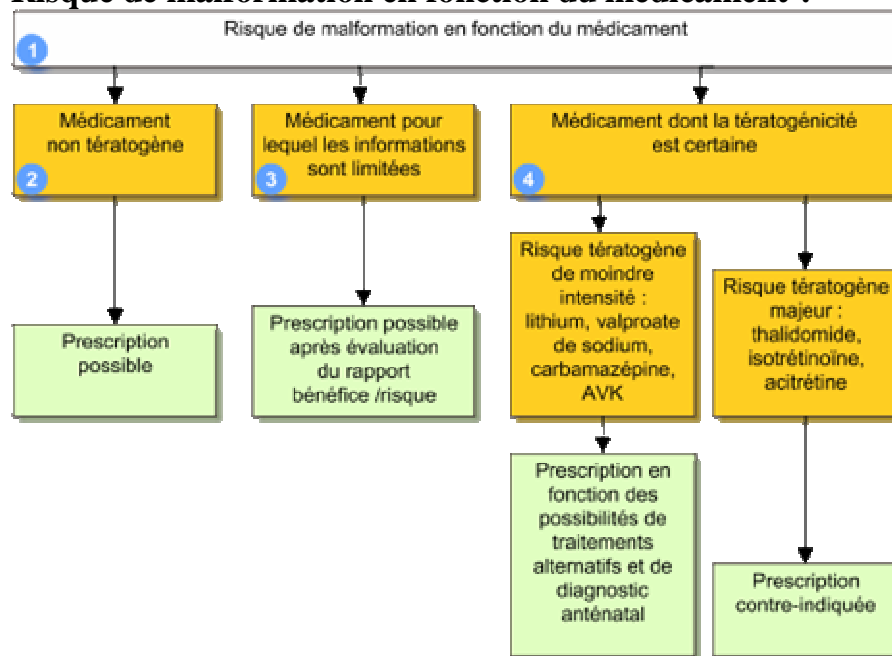 Risque de malformation en fonction du médicament :
Risque de malformation en fonction du médicament
1
Médicament
non tératogène
2
Médicament pour
lequel les informations
sont limitées
3
Médicament dont la tératogénicité
est certaine
4
Risque tératogène
de moindre
intensité :
lithium, valproate
de sodium,
carbamazépine,
AVK
Risque tératogène
majeur :
thalidomide,
isotrétinoïne,
acitrétine
Prescription
possible
Prescription possible
après évaluation
du rapport
bénéfice /risque
Prescription en
fonction des
possibilités de
traitements
alternatifs et de
diagnostic
anténatal
Prescription
contre-indiquée